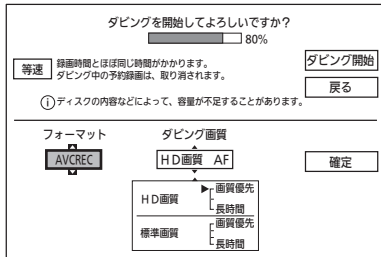 ダビングを開始してよろしいですか？
80%
等速
録画時間とほぼ同じ時間がかかります。
ダビング中の予約録画は、取り消されます。
ダビング開始
戻る
ⓘディスクの内容などによって、容量が不足することがあります。
フォーマット
AVCREC
ダビング画質
HD画質 AF
確定
HD画質
画質優先
長時間
標準画質
画質優先
長時間